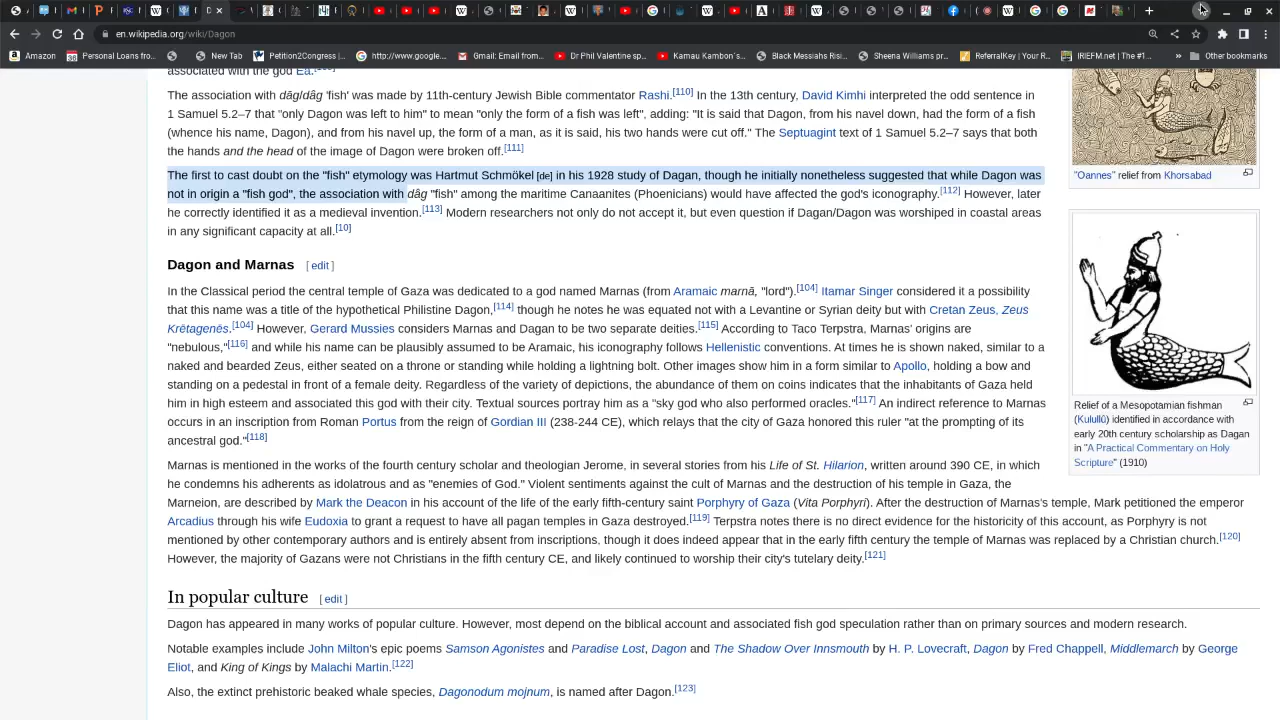 D
en.wikipedia.org/wiki/Dagon
Amazon
Personal Loans fro...
New Tab
Petition2Congress |...
http://www.google...
Gmail: Email from...
Dr Phil Valentine sp...
Kamau Kambon`s...
Black Messiahs Risi...
Sheena Williams pr...
ReferralKey | Your R...
IRIEFM.net | The #1...
»
Other bookmarks
associated with the god Ea.
The association with dāg/dâg 'fish' was made by 11th-century Jewish Bible commentator Rashi.[110] In the 13th century, David Kimhi interpreted the odd sentence in
1 Samuel 5.2–7 that "only Dagon was left to him" to mean "only the form of a fish was left", adding: "It is said that Dagon, from his navel down, had the form of a fish
(whence his name, Dagon), and from his navel up, the form of a man, as it is said, his two hands were cut off." The Septuagint text of 1 Samuel 5.2–7 says that both
the hands and the head of the image of Dagon were broken off.[111]
The first to cast doubt on the "fish" etymology was Hartmut Schmökel [de] in his 1928 study of Dagan, though he initially nonetheless suggested that while Dagon was
not in origin a "fish god", the association with dâg "fish" among the maritime Canaanites (Phoenicians) would have affected the god's iconography.[112] However, later
he correctly identified it as a medieval invention.[113] Modern researchers not only do not accept it, but even question if Dagan/Dagon was worshiped in coastal areas
in any significant capacity at all.[10]
"Oannes" relief from Khorsabad
Dagon and Marnas [ edit ]
In the Classical period the central temple of Gaza was dedicated to a god named Marnas (from Aramaic marnā, "lord").[104] Itamar Singer considered it a possibility
that this name was a title of the hypothetical Philistine Dagon,[114] though he notes he was equated not with a Levantine or Syrian deity but with Cretan Zeus, Zeus
Krētagenēs.[104] However, Gerard Mussies considers Marnas and Dagan to be two separate deities.[115] According to Taco Terpstra, Marnas' origins are
"nebulous,"[116] and while his name can be plausibly assumed to be Aramaic, his iconography follows Hellenistic conventions. At times he is shown naked, similar to a
naked and bearded Zeus, either seated on a throne or standing while holding a lightning bolt. Other images show him in a form similar to Apollo, holding a bow and
standing on a pedestal in front of a female deity. Regardless of the variety of depictions, the abundance of them on coins indicates that the inhabitants of Gaza held
him in high esteem and associated this god with their city. Textual sources portray him as a "sky god who also performed oracles."[117] An indirect reference to Marnas
occurs in an inscription from Roman Portus from the reign of Gordian III (238-244 CE), which relays that the city of Gaza honored this ruler "at the prompting of its
ancestral god."[118]
Relief of a Mesopotamian fishman
(Kulullû) identified in accordance with
early 20th century scholarship as Dagan
in "A Practical Commentary on Holy
Scripture" (1910)
Marnas is mentioned in the works of the fourth century scholar and theologian Jerome, in several stories from his Life of St. Hilarion, written around 390 CE, in which
he condemns his adherents as idolatrous and as "enemies of God." Violent sentiments against the cult of Marnas and the destruction of his temple in Gaza, the
Marneion, are described by Mark the Deacon in his account of the life of the early fifth-century saint Porphyry of Gaza (Vita Porphyri). After the destruction of Marnas's temple, Mark petitioned the emperor
Arcadius through his wife Eudoxia to grant a request to have all pagan temples in Gaza destroyed.[119] Terpstra notes there is no direct evidence for the historicity of this account, as Porphyry is not
mentioned by other contemporary authors and is entirely absent from inscriptions, though it does indeed appear that in the early fifth century the temple of Marnas was replaced by a Christian church.[120]
However, the majority of Gazans were not Christians in the fifth century CE, and likely continued to worship their city's tutelary deity.[121]
In popular culture [ edit ]
Dagon has appeared in many works of popular culture. However, most depend on the biblical account and associated fish god speculation rather than on primary sources and modern research.
Notable examples include John Milton's epic poems Samson Agonistes and Paradise Lost, Dagon and The Shadow Over Innsmouth by H. P. Lovecraft, Dagon by Fred Chappell, Middlemarch by George
Eliot, and King of Kings by Malachi Martin.[122]
Also, the extinct prehistoric beaked whale species, Dagonodum mojnum, is named after Dagon.[123]